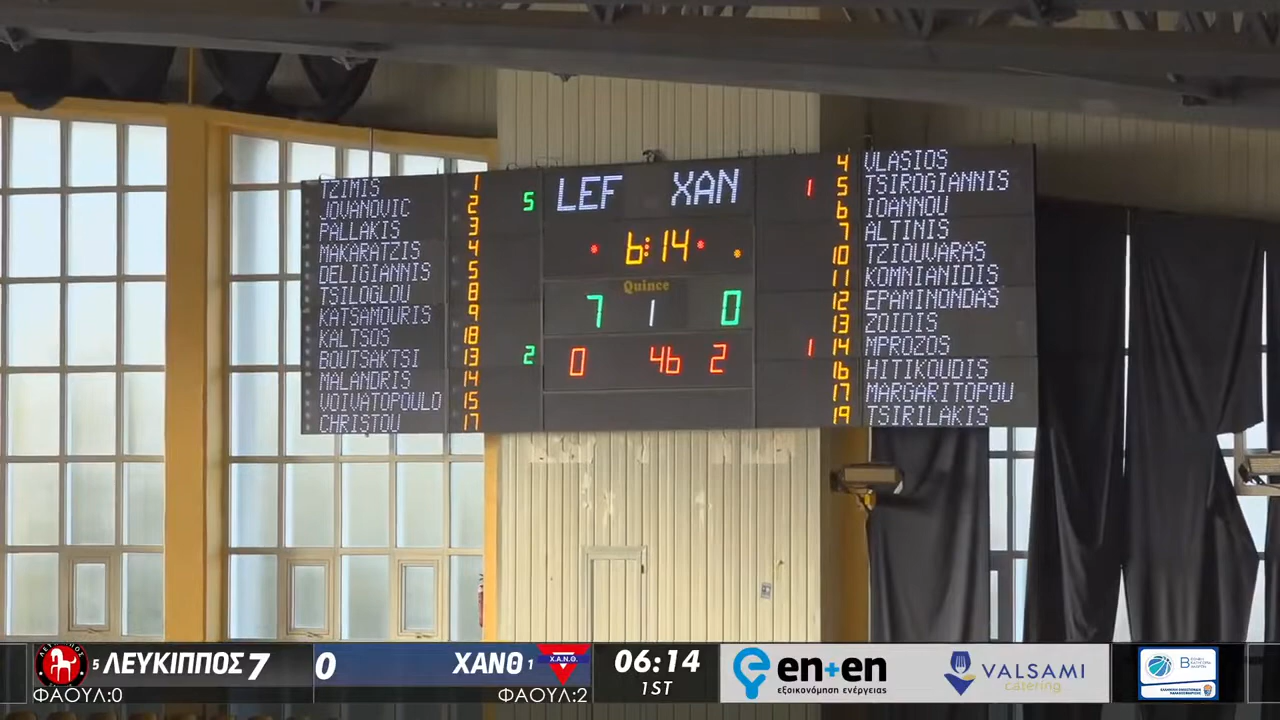 TZIMIS 1
JOVANOVIC 2
PALLAKIS 3
MAKARATZIS 4
DELIGIANNIS 5
TSILOGLOU 8
KATSAMOURIS 9
KALTSOS 18
BOUTSAKTSI 13
MALANDRIS 14
VOIVATOPOULO 15
CHRISTOU 17
5
2
LEF XAN
6:14
Quince
7 1 0
0 46 2
1
1
4 VLASIOS
5 TSIROGIANNIS
6 IOANNOU
7 ALTINIS
10 TZIOUVARAS
11 KOMNIANIDIS
12 EPAMINONDAS
13 ZOIDIS
14 MPROZOS
16 HITIKOUDIS
17 MARGARITOPOU
19 TSIRILAKIS
5 ΛΕΥΚΙΠΠΟΣ 7
ΦΑΟΥΛ:0
0 ΧΑΝΘ 1
Χ.Α.Ν.Θ.
ΦΑΟΥΛ:2
06:14
1ST
en+en
εξοικονόμηση ενέργειας
VALSAMI
catering
B